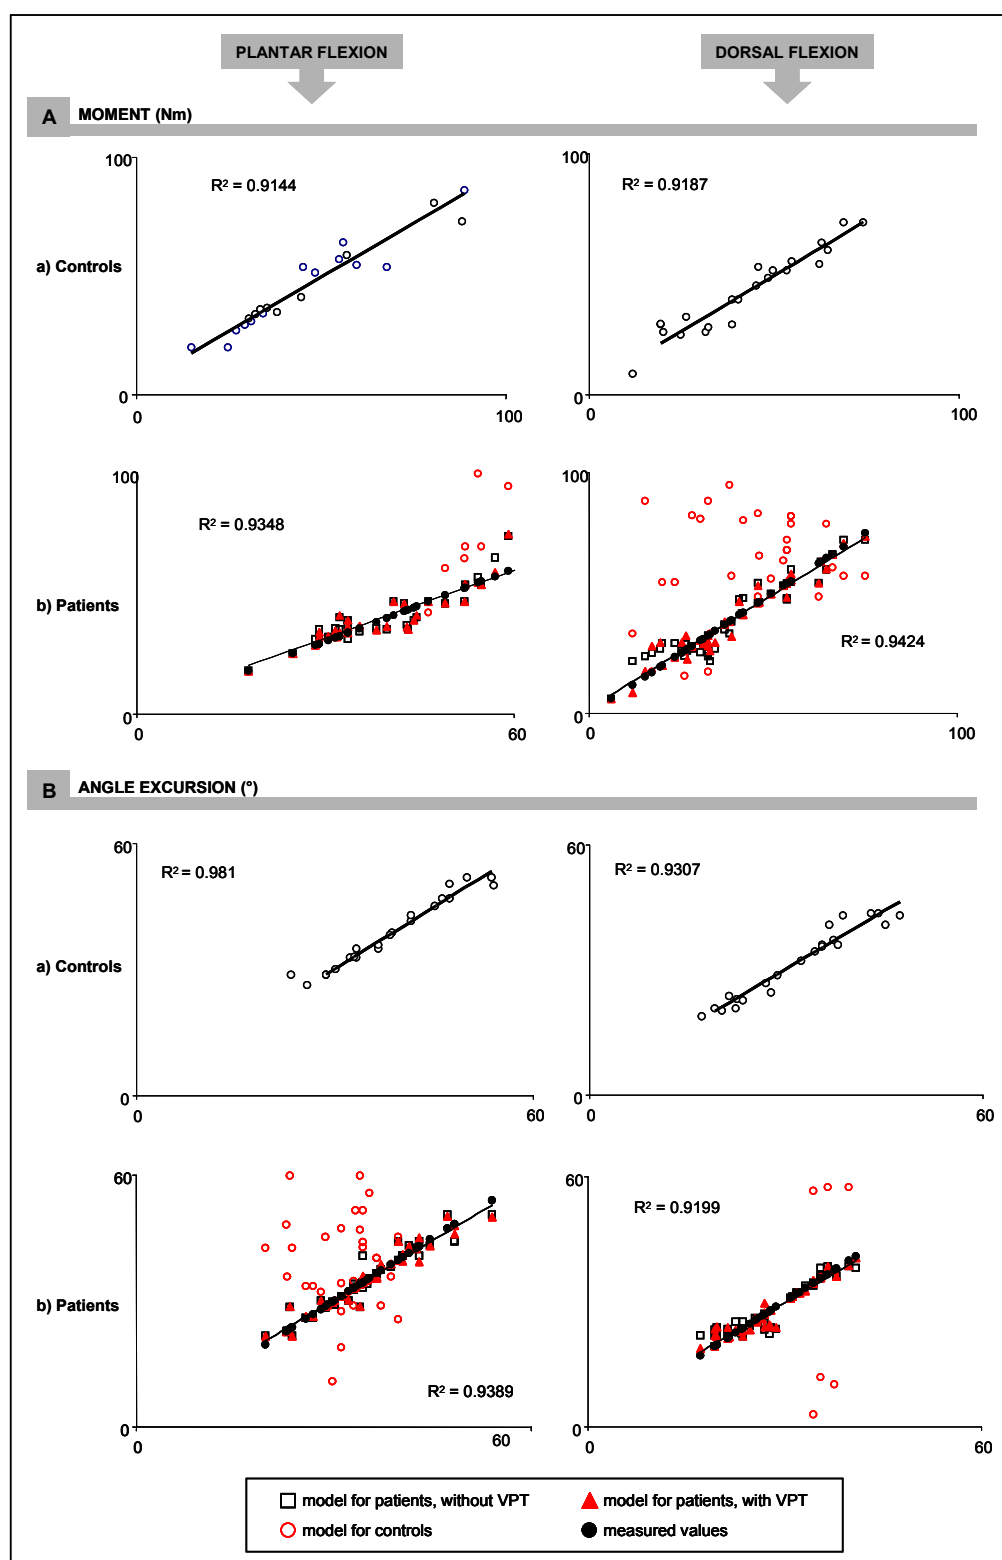 PLANTAR FLEXION DORSAL FLEXION
A MOMENT (Nm)
100 100
R² = 0.9144 R² = 0.9187
a) Controls
0 0
0 100 0 100
100 100
R² = 0.9348
b) Patients
R² = 0.9424
0 0
0 60 0 100
B ANGLE EXCURSION (°)
60 60
R² = 0.981 R² = 0.9307
a) Controls
0 0
0 60 0 60
60 60
R² = 0.9199
b) Patients
R² = 0.9389
0 0
0 60 0 60
model for patients, without VPT model for patients, with VPT
model for controls measured values